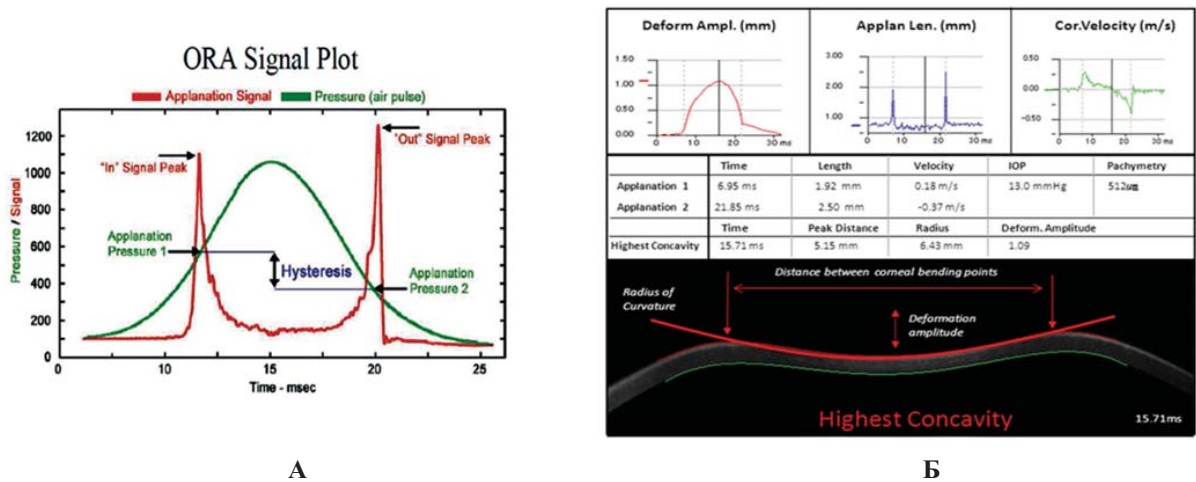 ORA Signal Plot
Applanation Signal Pressure (air pulse)
Pressure / Signal
1200
1000
800
600
400
200
0
"In" Signal Peak
"Out" Signal Peak
Applanation
Pressure 1
Hysteresis
Applanation
Pressure 2
0 10 15 20 25
Time - msec
А
Deform Ampl. (mm) Applan Len. (mm) Cor.Velocity (m/s)
1.50
1.00
0.50
0.00
0 10 20 30 ms
3.00
2.00
1.00
0 10 20 30 ms
0.50
0.00
-0.50
0 10 20 30 ms
Time Length Velocity IOP Pachymetry
Applanation 1 6.95 ms 1.92 mm 0.18 m/s 13.0 mmHg 512um
Applanation 2 21.85 ms 2.50 mm -0.37 m/s
Time Peak Distance Radius Deform. Amplitude
Highest Concavity 15.71 ms 5.15 mm 6.43 mm 1.09
Distance between corneal bending points
Radius of
Curvature
Deformation
amplitude
Highest Concavity
15.71ms
Б